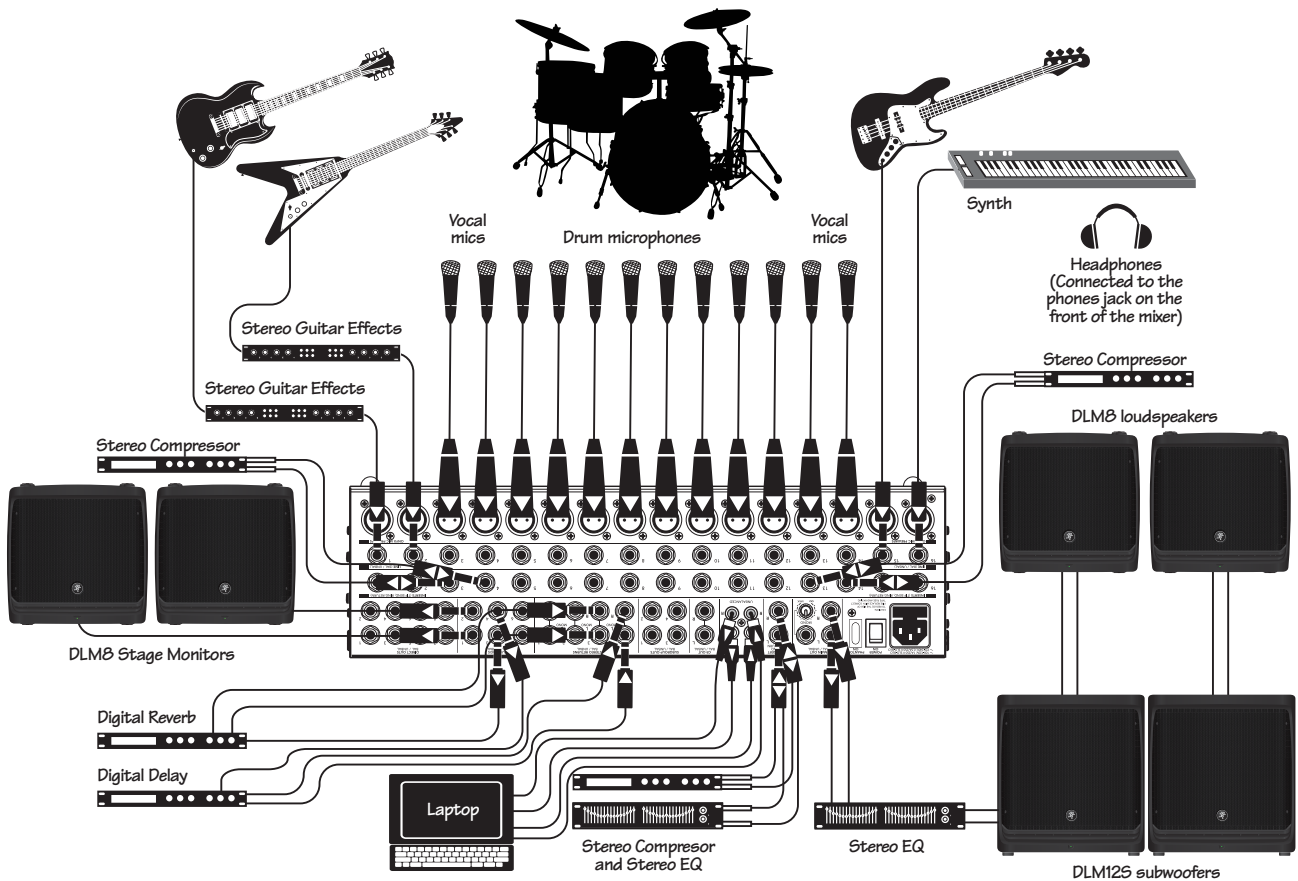 Vocal
mics
Drum microphones
Vocal
mics
Synth
Headphones
(Connected to the
phones jack on the
front of the mixer)
Stereo Guitar Effects
Stereo Guitar Effects
Stereo Compressor
Stereo Compressor
DLM8 loudspeakers
DLM8 Stage Monitors
Digital Reverb
Digital Delay
Laptop
Stereo Compresor
and Stereo EQ
Stereo EQ
DLM12S subwoofers